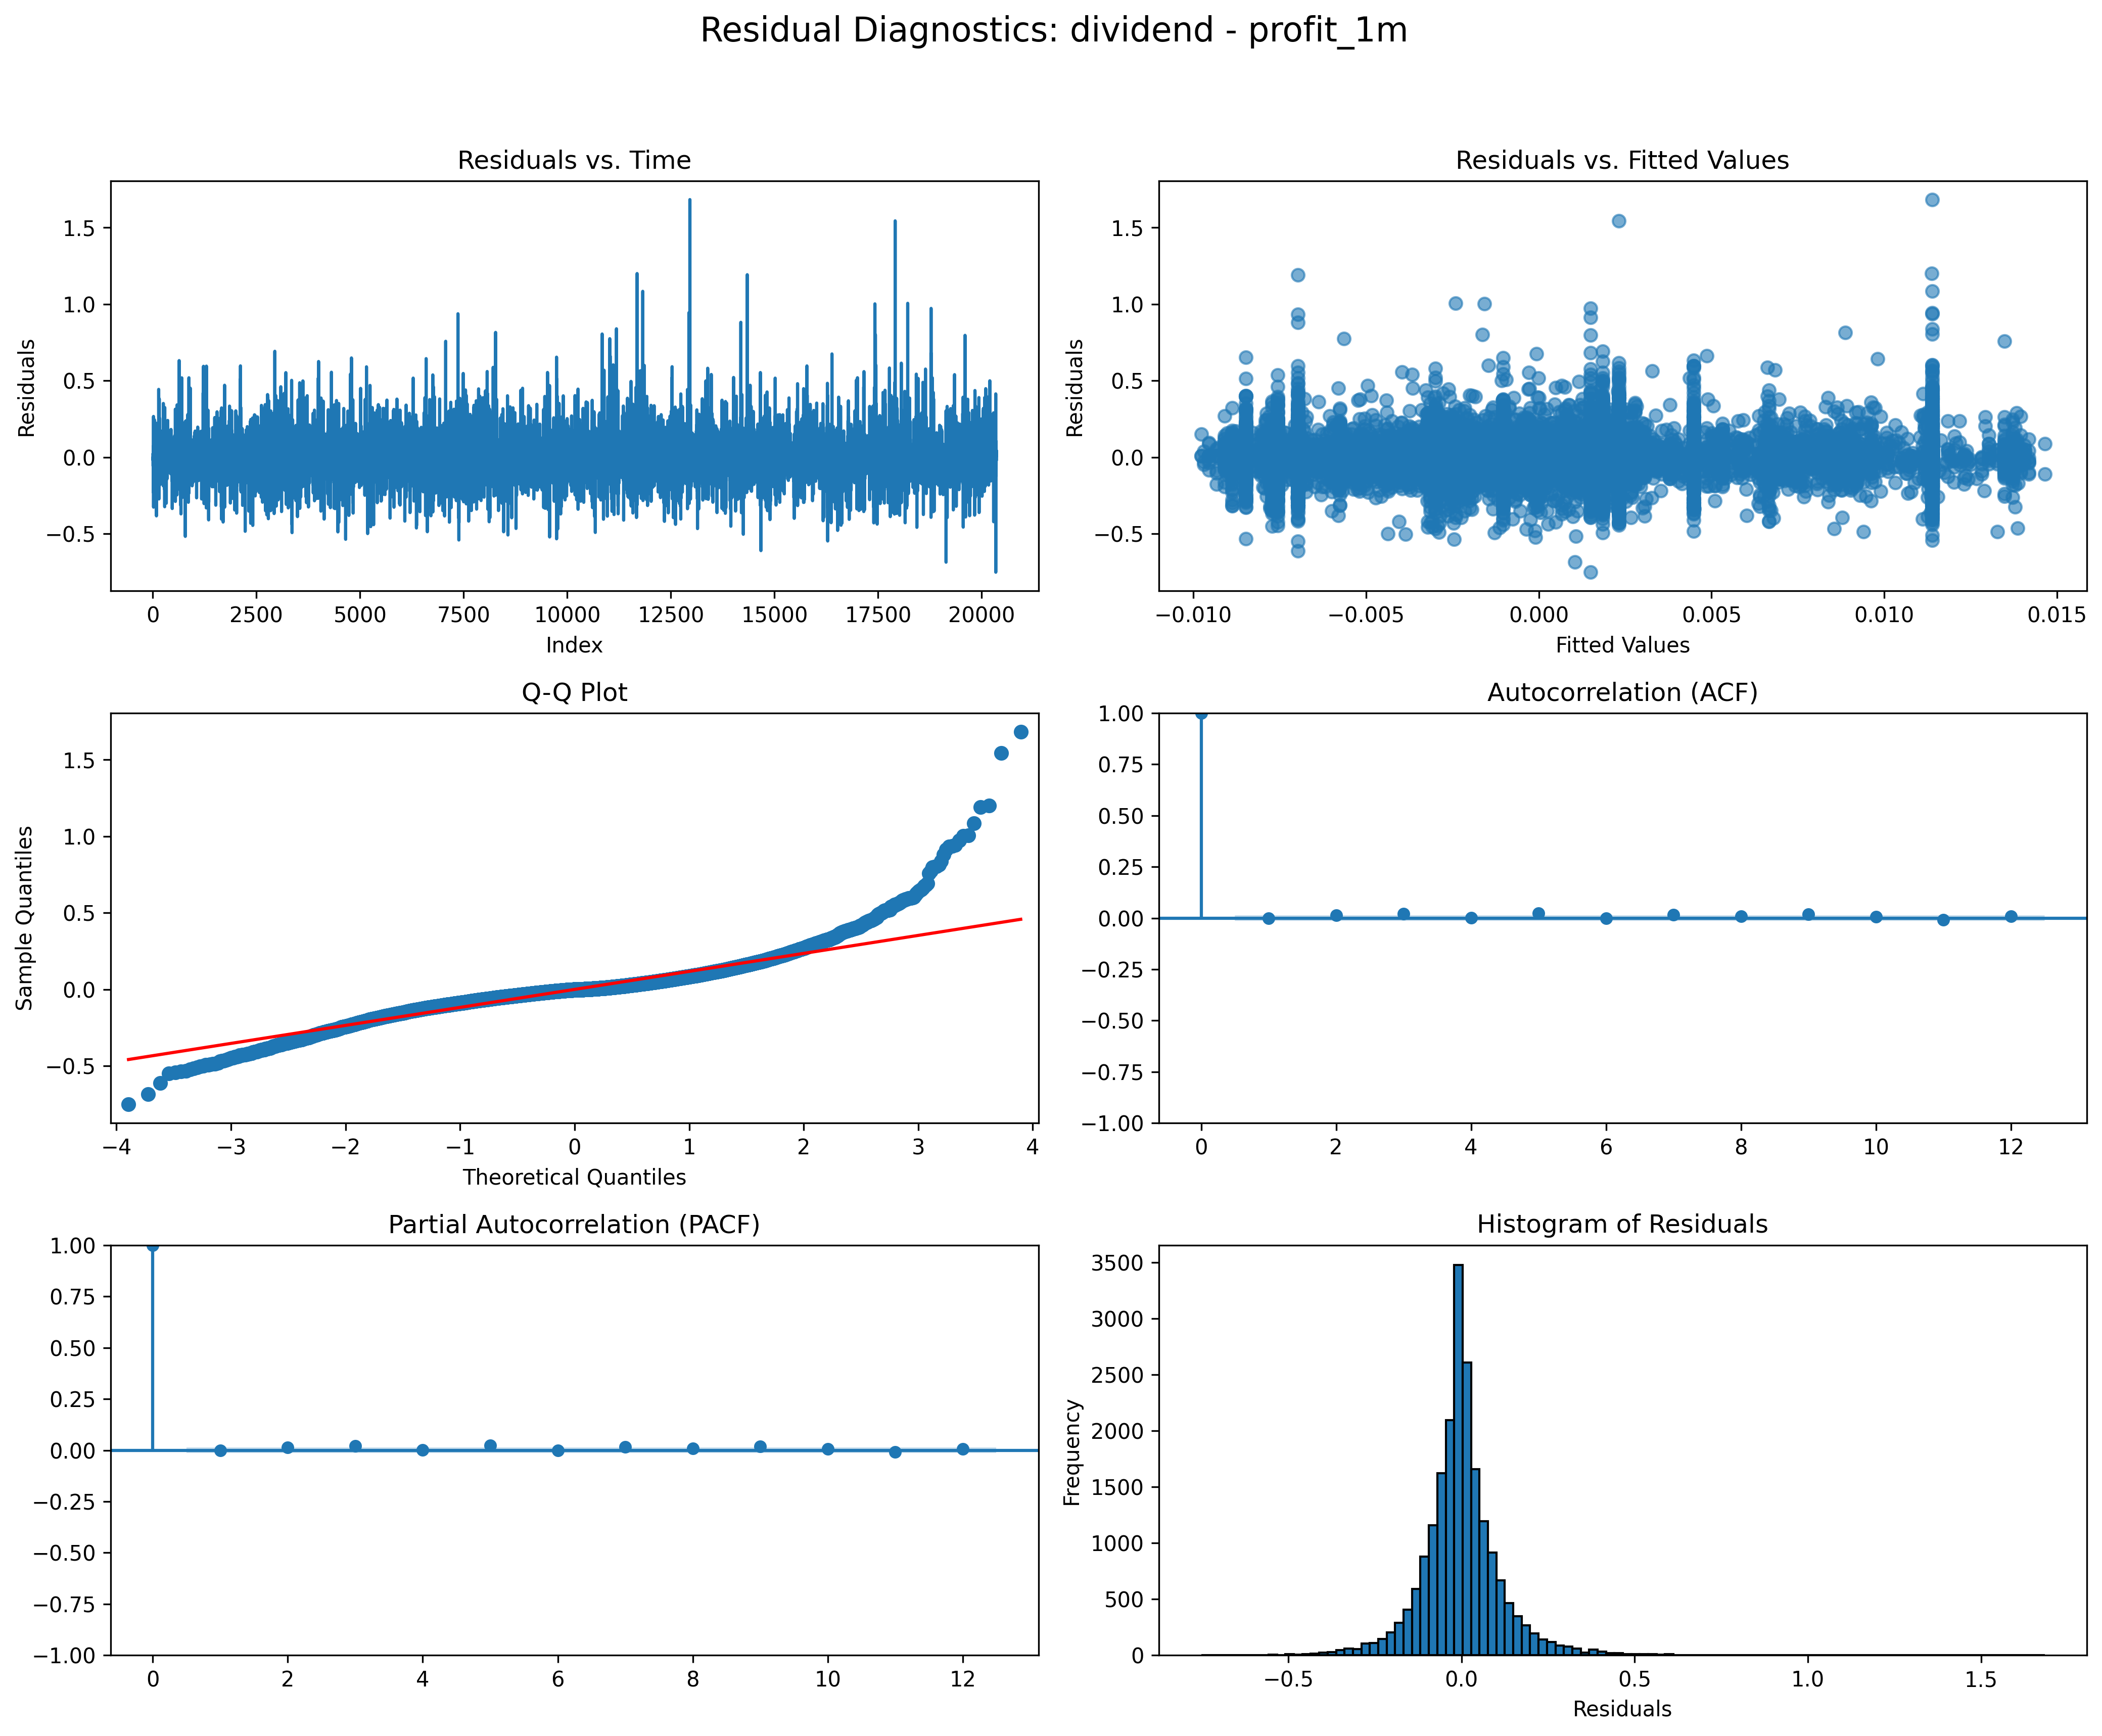 Residual Diagnostics: dividend - profit_1m
Residuals vs. Time
Residuals
1.5
1.0
0.5
0.0
−0.5
0 2500 5000 7500 10000 12500 15000 17500 20000
Index
Residuals vs. Fitted Values
Residuals
1.5
1.0
0.5
0.0
−0.5
−0.010 −0.005 0.000 0.005 0.010 0.015
Fitted Values
Q-Q Plot
Sample Quantiles
1.5
1.0
0.5
0.0
−0.5
−4 −3 −2 −1 0 1 2 3 4
Theoretical Quantiles
Autocorrelation (ACF)
1.00
0.75
0.50
0.25
0.00
−0.25
−0.50
−0.75
−1.00
0 2 4 6 8 10 12
Partial Autocorrelation (PACF)
1.00
0.75
0.50
0.25
0.00
−0.25
−0.50
−0.75
−1.00
0 2 4 6 8 10 12
Histogram of Residuals
Frequency
3500
3000
2500
2000
1500
1000
500
0
−0.5 0.0 0.5 1.0 1.5
Residuals